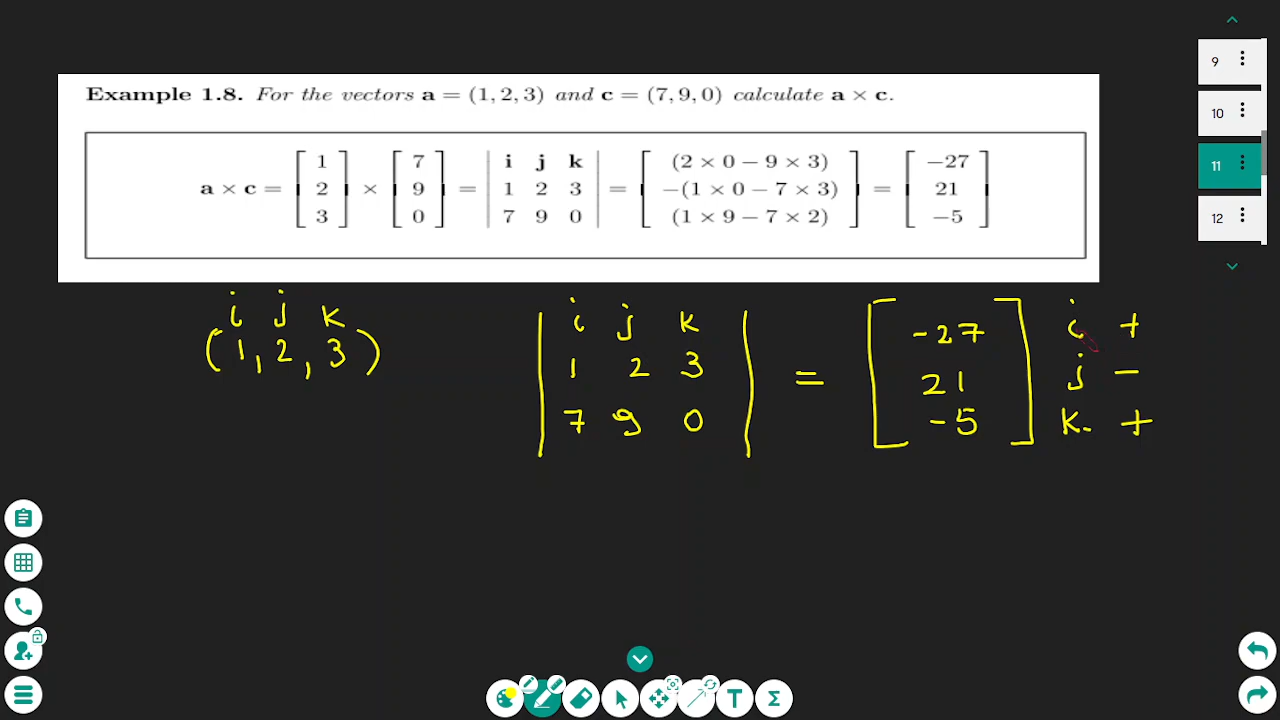 Example 1.8. For the vectors a = (1, 2, 3) and c = (7, 9, 0) calculate a × c.
a × c = [1 2 3] × [7 9 0] = | i j k 1 2 3 7 9 0 | = [(2 × 0 − 9 × 3) −(1 × 0 − 7 × 3) (1 × 9 − 7 × 2)] = [−27 21 −5]
i j k
(1, 2, 3)
| i j k
1 2 3
7 9 0 | = [-27 i +
21 j -
-5] k. +
9
10
11
12
T Σ